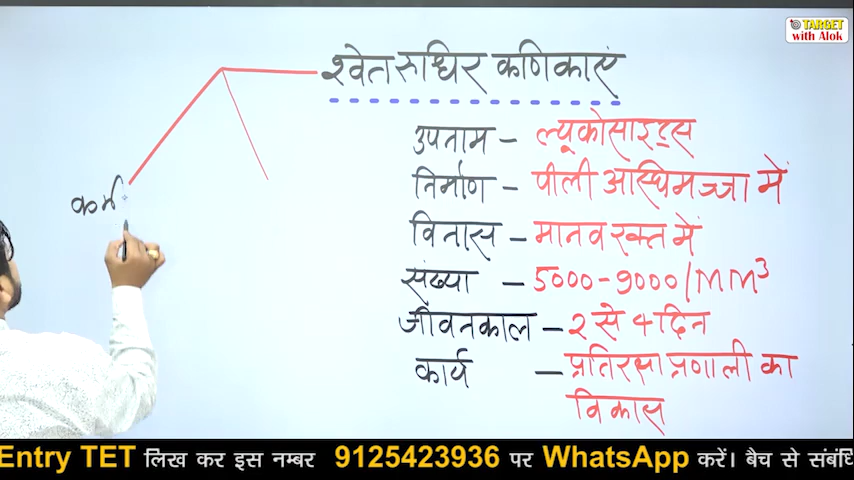 TARGET
with Alok
श्वेत रुधिर कणिकाएं
उपनाम - ल्यूकोसाइट्स
निर्माण - पीली अस्थिमज्जा में
विनाश - मानव रक्त में
संख्या - 5000-9000/MM³
जीवनकाल - २ से 4 दिन
कार्य - प्रतिरक्षा प्रणाली का
विकास
Entry TET लिख कर इस नम्बर 9125423936 पर WhatsApp करें। बैच से संबंधि